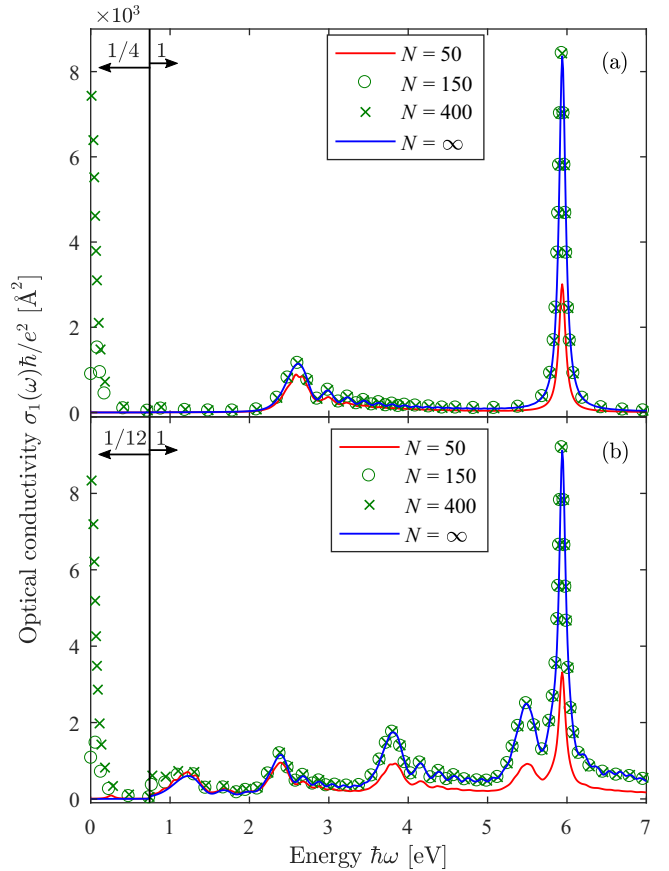 ×10³
1/4 1
(a)
N = 50
N = 150
N = 400
N = ∞
8
6
4
2
0
Optical conductivity σ₁(ω)ħ/e² [Å²]
1/12 1
(b)
N = 50
N = 150
N = 400
N = ∞
8
6
4
2
0
0 1 2 3 4 5 6 7
Energy ħω [eV]